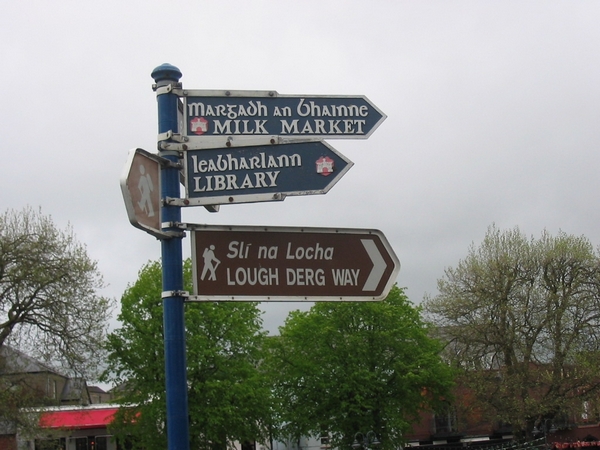 Margadh an Bhainne
MILK MARKET
leabharlann
LIBRARY
Slí na Locha
LOUGH DERG WAY